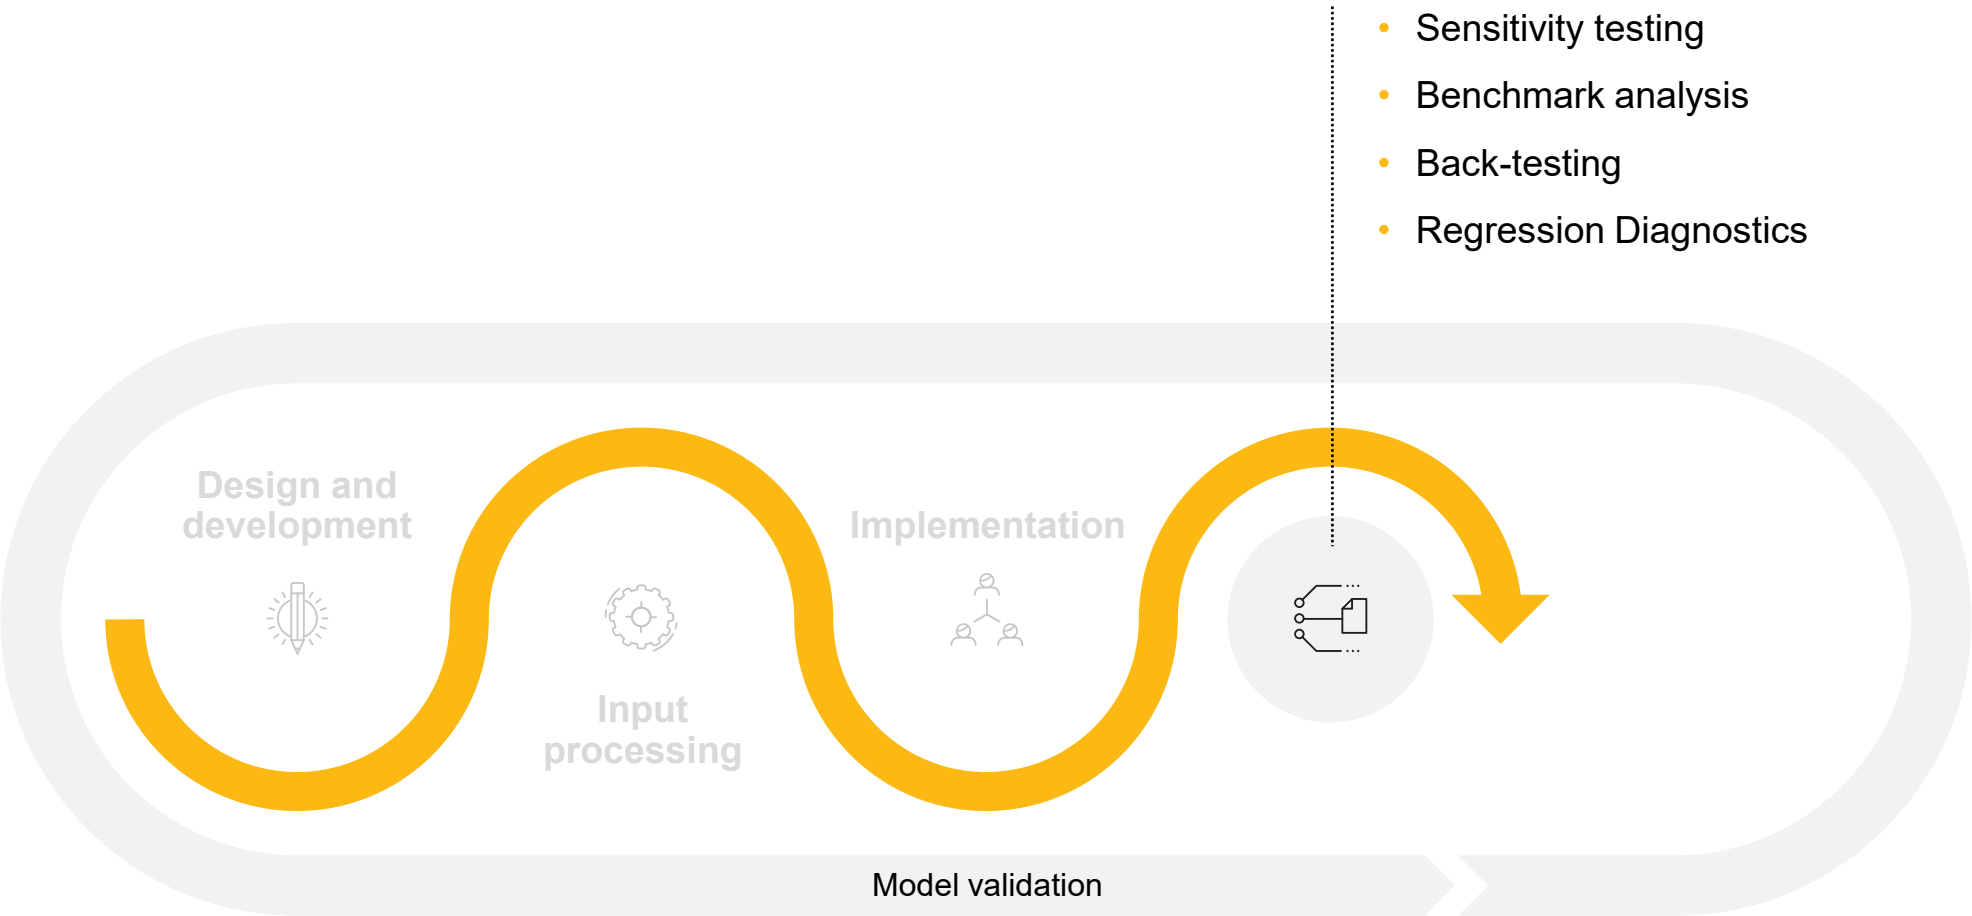 • Sensitivity testing
• Benchmark analysis
• Back-testing
• Regression Diagnostics
Design and
development
Implementation
Input
processing
Model validation